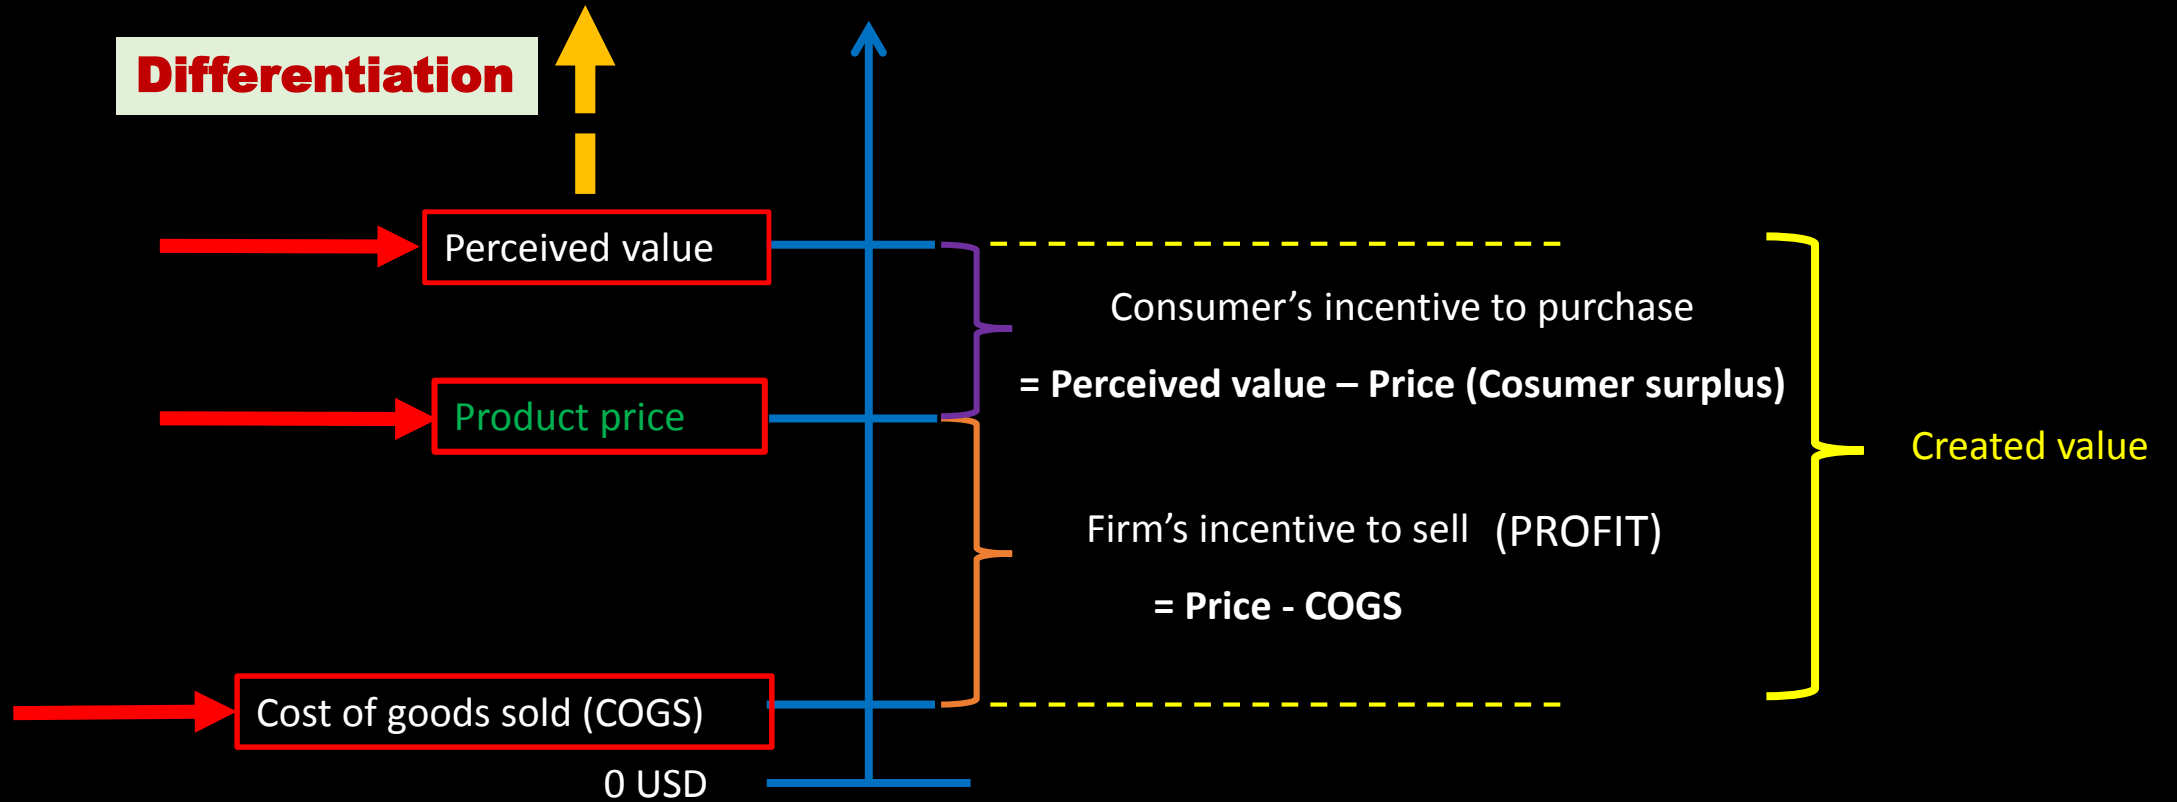 Differentiation
Perceived value
Consumer’s incentive to purchase
= Perceived value – Price (Cosumer surplus)
Product price
Created value
Firm’s incentive to sell (PROFIT)
= Price - COGS
Cost of goods sold (COGS)
0 USD